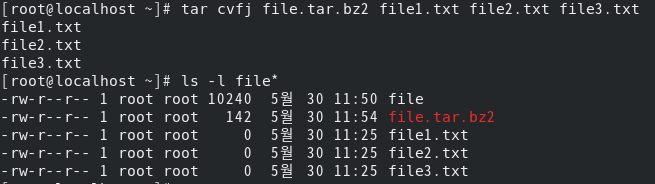 [root@localhost ~]# tar cvfj file.tar.bz2 file1.txt file2.txt file3.txt
file1.txt
file2.txt
file3.txt
[root@localhost ~]# ls -l file*
-rw-r--r-- 1 root root 10240  5월 30 11:50 file
-rw-r--r-- 1 root root   142  5월 30 11:54 file.tar.bz2
-rw-r--r-- 1 root root     0  5월 30 11:25 file1.txt
-rw-r--r-- 1 root root     0  5월 30 11:25 file2.txt
-rw-r--r-- 1 root root     0  5월 30 11:25 file3.txt